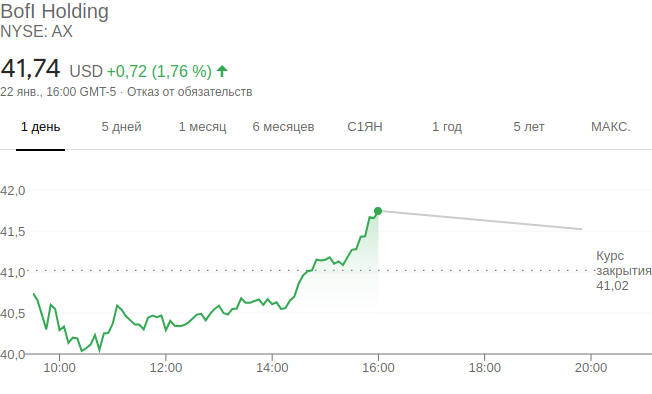 BofI Holding
NYSE: AX
41,74 USD +0,72 (1,76 %)
22 янв., 16:00 GMT-5 · Отказ от обязательств
1 день 5 дней 1 месяц 6 месяцев С1ЯН 1 год 5 лет МАКС.
42,0
41,5
Курс
41,0 закрытия
41,02
40,5
40,0
10:00 12:00 14:00 16:00 18:00 20:00